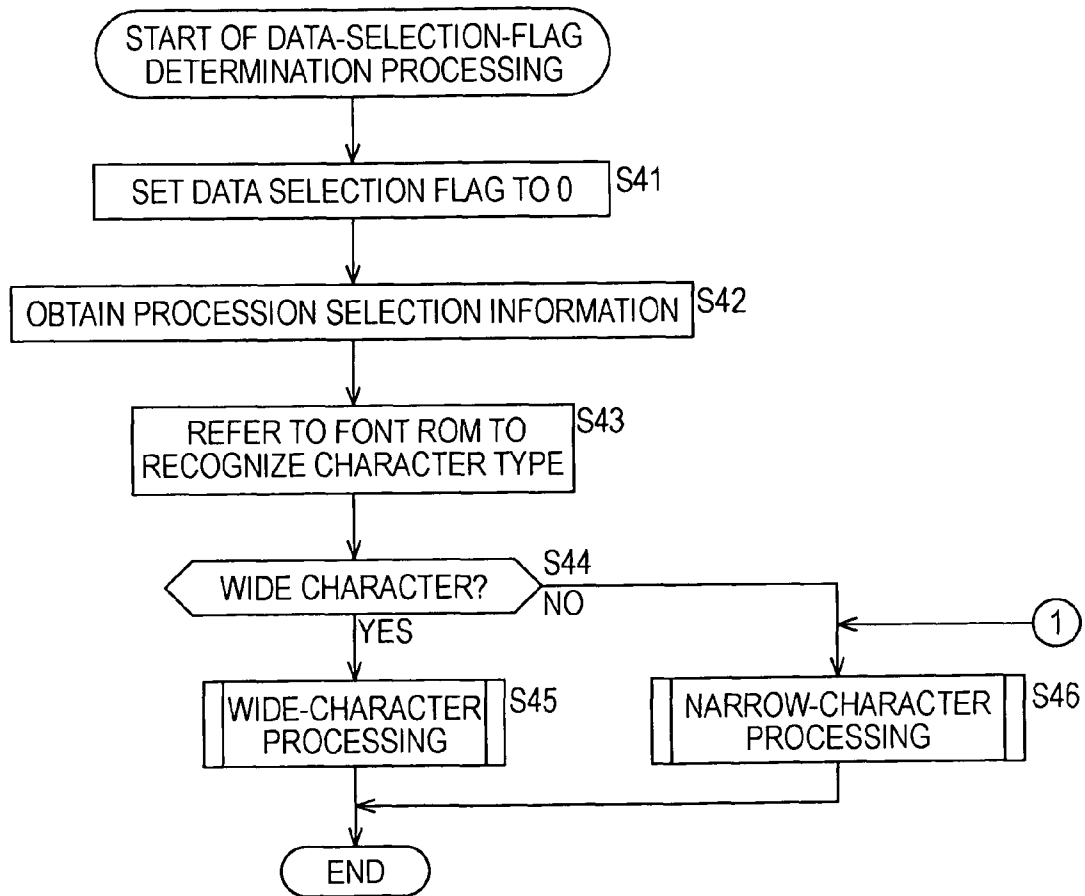 START OF DATA-SELECTION-FLAG
DETERMINATION PROCESSING
SET DATA SELECTION FLAG TO 0
S41
OBTAIN PROCESSION SELECTION INFORMATION
S42
REFER TO FONT ROM TO
RECOGNIZE CHARACTER TYPE
S43
WIDE CHARACTER?
S44
NO
YES
1
WIDE-CHARACTER
PROCESSING
S45
NARROW-CHARACTER
PROCESSING
S46
END